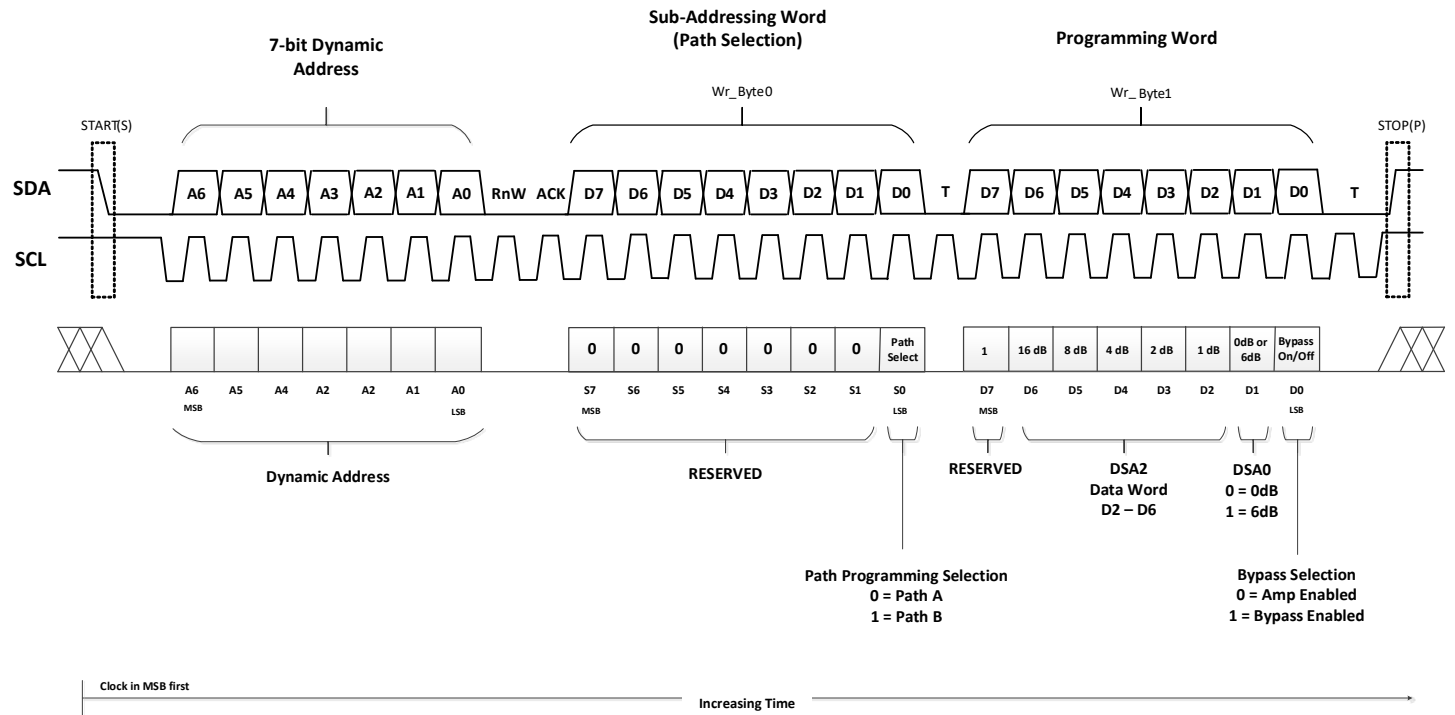 Sub-Addressing Word
(Path Selection)
7-bit Dynamic
Address
Programming Word
Wr_Byte0
Wr_ Byte1
START(S)
STOP(P)
SDA
A6 A5 A4 A3 A2 A1 A0 RnW ACK D7 D6 D5 D4 D3 D2 D1 D0 T D7 D6 D5 D4 D3 D2 D1 D0 T
SCL
0 0 0 0 0 0 0 Path Select 1 16 dB 8 dB 4 dB 2 dB 1 dB 0dB or 6dB Bypass On/Off
A6 A5 A4 A2 A2 A1 A0 S7 S6 S5 S4 S3 S2 S1 S0 D7 D6 D5 D4 D3 D2 D1 D0
MSB LSB MSB LSB MSB LSB
Dynamic Address
RESERVED
RESERVED
DSA2
Data Word
D2 – D6
DSA0
0 = 0dB
1 = 6dB
Path Programming Selection
0 = Path A
1 = Path B
Bypass Selection
0 = Amp Enabled
1 = Bypass Enabled
Clock in MSB first
Increasing Time